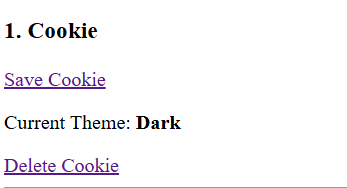 1. Cookie
Save Cookie
Current Theme: Dark
Delete Cookie